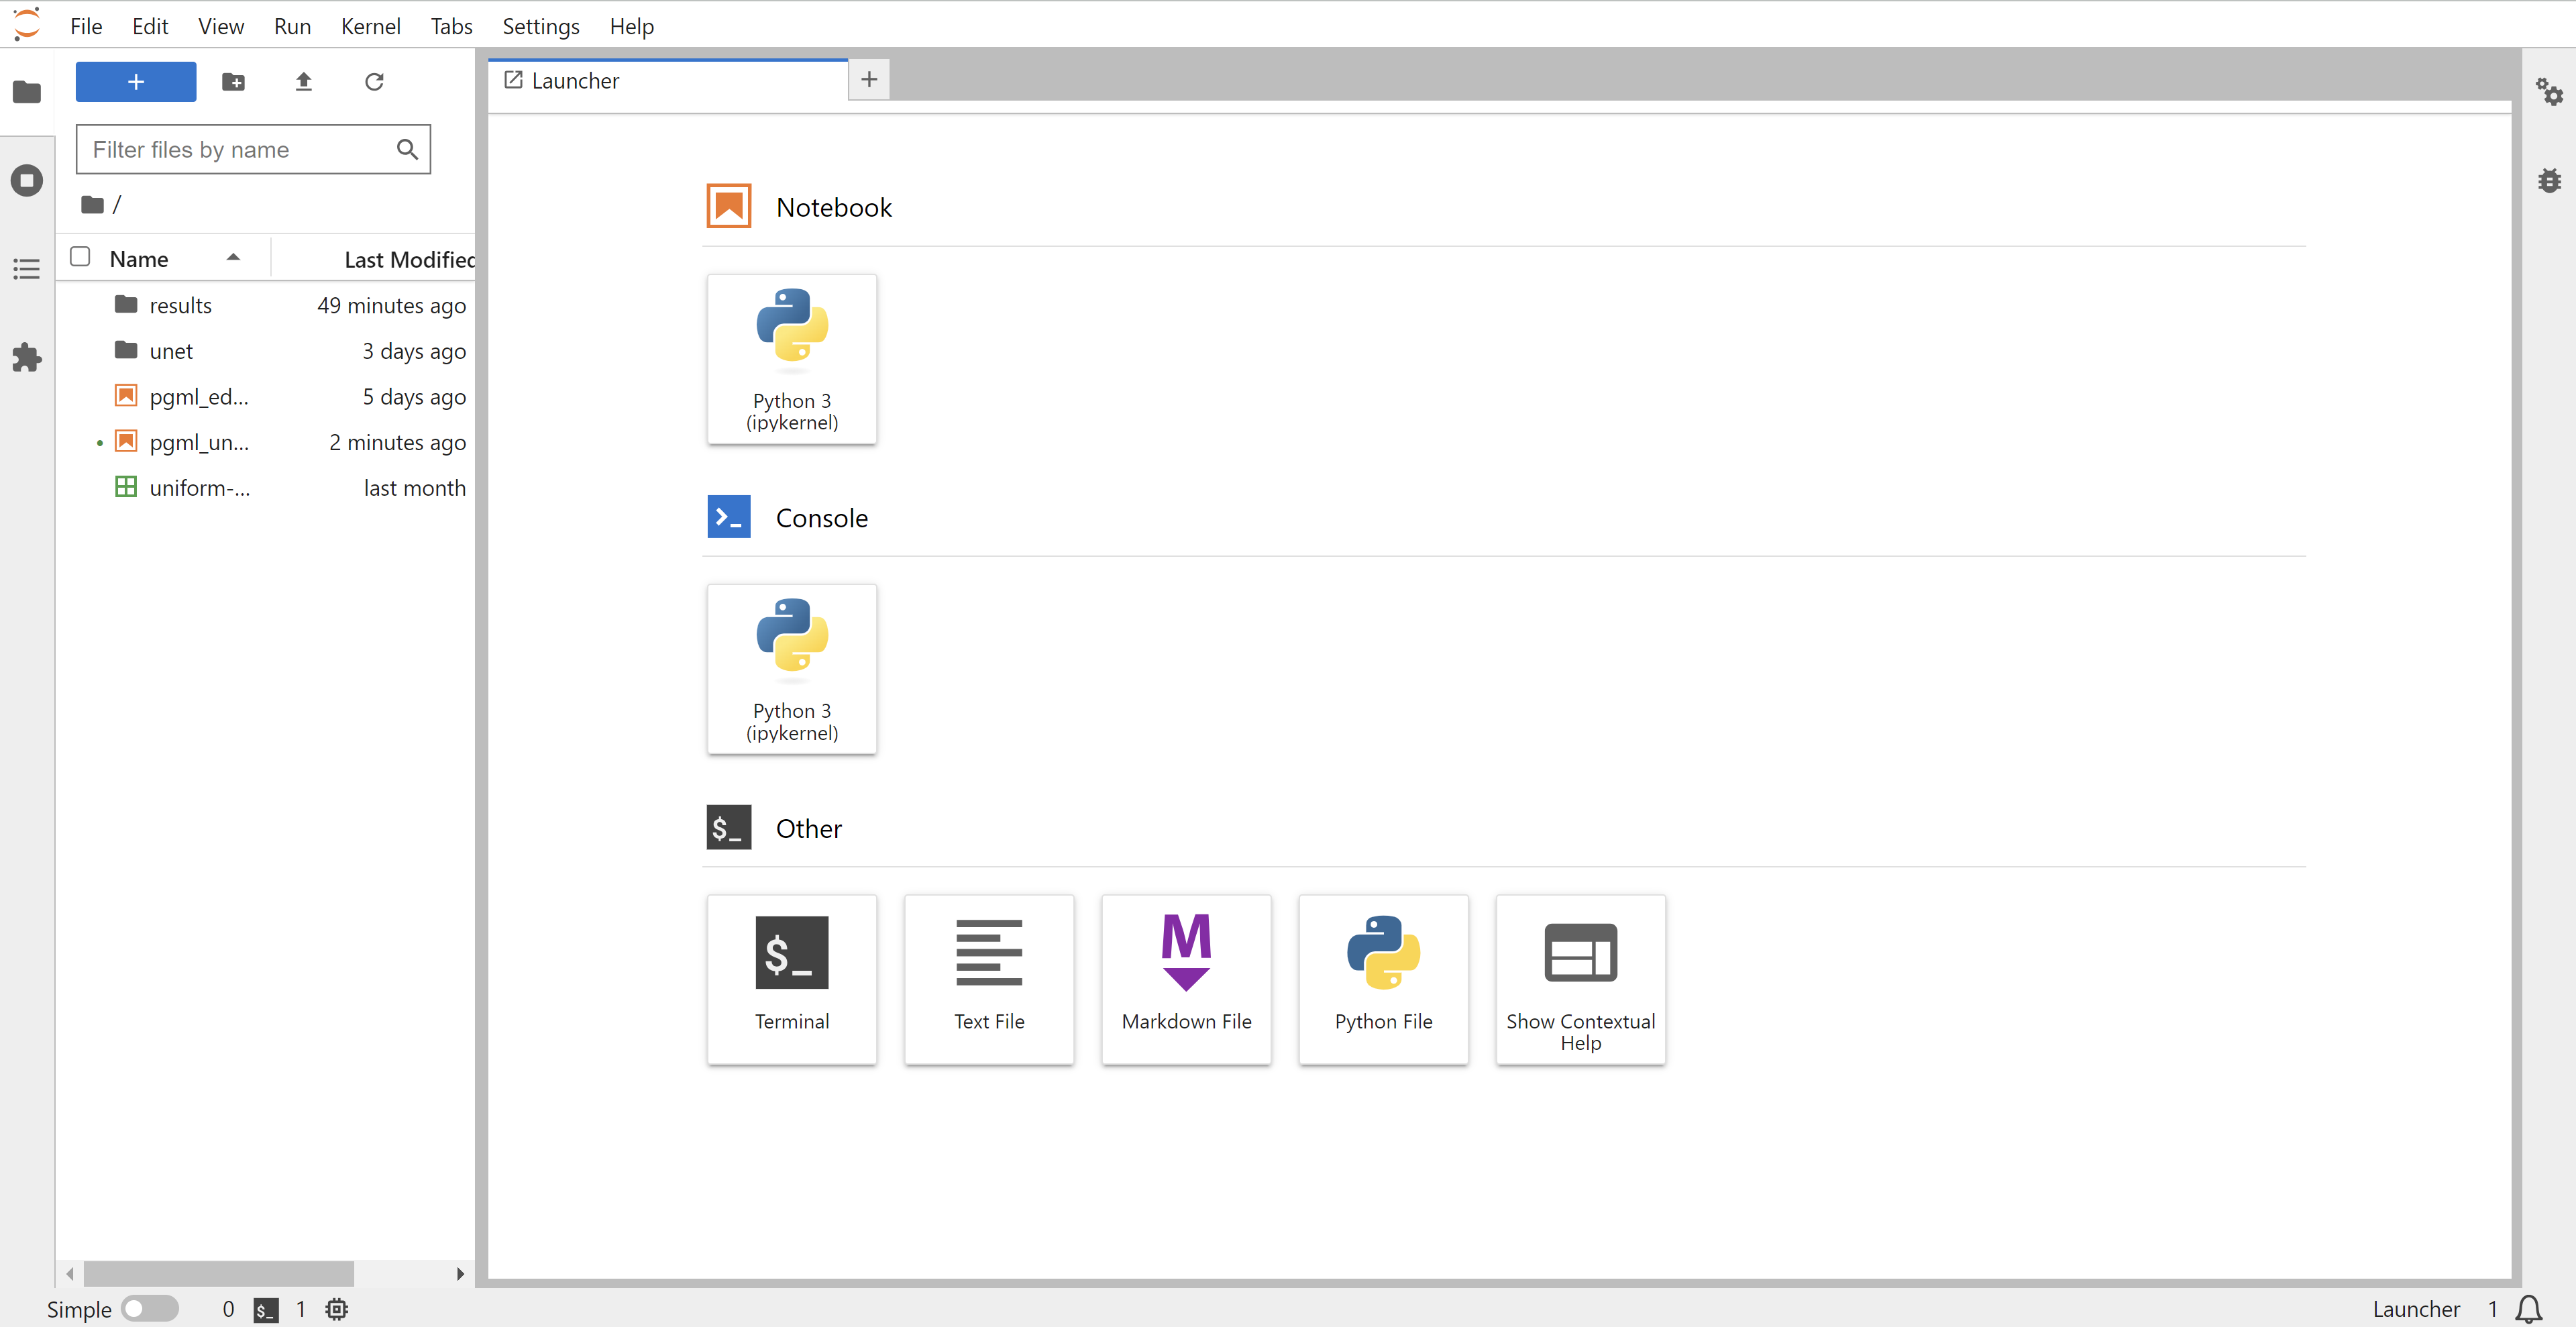 File Edit View Run Kernel Tabs Settings Help
+
Filter files by name
/
Name Last Modified
results 49 minutes ago
unet 3 days ago
pgml_ed... 5 days ago
pgml_un... 2 minutes ago
uniform-... last month
Launcher +
Notebook
Python 3
(ipykernel)
>_ Console
Python 3
(ipykernel)
$_ Other
$_
Terminal
Text File
M
Markdown File
Python File
Show Contextual
Help
Simple 0 $_ 1
Launcher 1